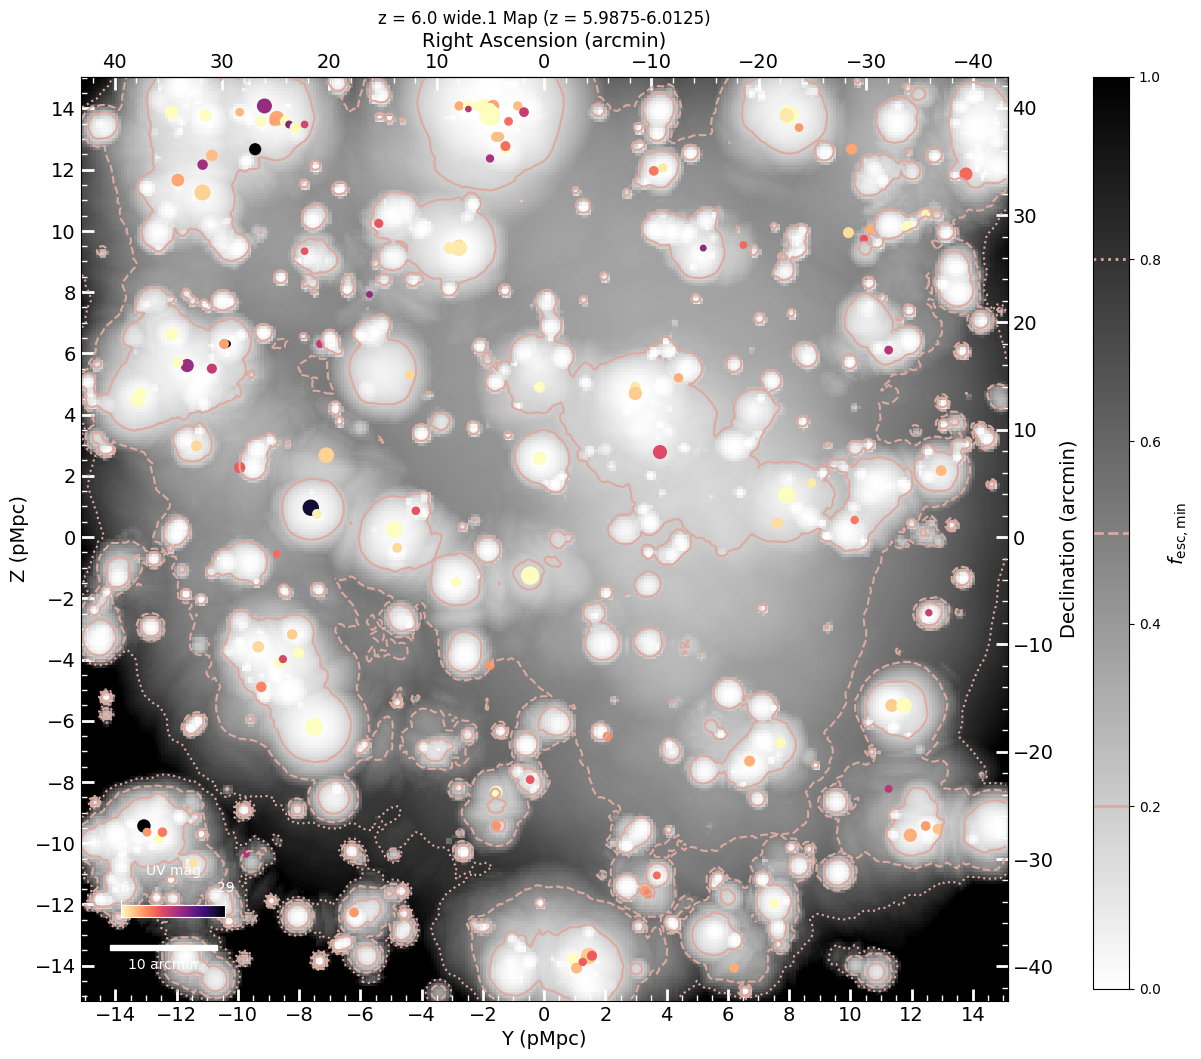 z = 6.0 wide.1 Map (z = 5.9875-6.0125)
Right Ascension (arcmin)
40 30 20 10 0 −10 −20 −30 −40
14 12 10 8 6 4 2 0 −2 −4 −6 −8 −10 −12 −14
Z (pMpc)
40 30 20 10 0 −10 −20 −30 −40
Declination (arcmin)
UV mag
26 29
10 arcmin
−14 −12 −10 −8 −6 −4 −2 0 2 4 6 8 10 12 14
Y (pMpc)
1.0
0.8
0.6
0.4
0.2
0.0
fesc,min